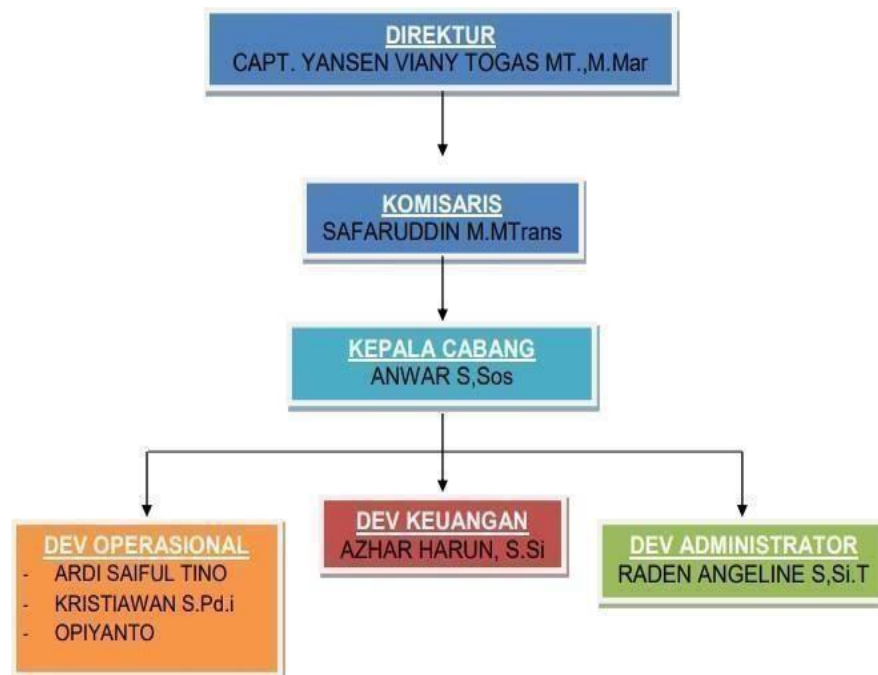 DIREKTUR
CAPT. YANSEN VIANY TOGAS MT.,M.Mar
KOMISARIS
SAFARUDDIN M.MTrans
KEPALA CABANG
ANWAR S,Sos
DEV OPERASIONAL
- ARDI SAIFUL TINO
- KRISTIAWAN S.Pd.i
- OPIYANTO
DEV KEUANGAN
AZHAR HARUN, S.Si
DEV ADMINISTRATOR
RADEN ANGELINE S,Si.T